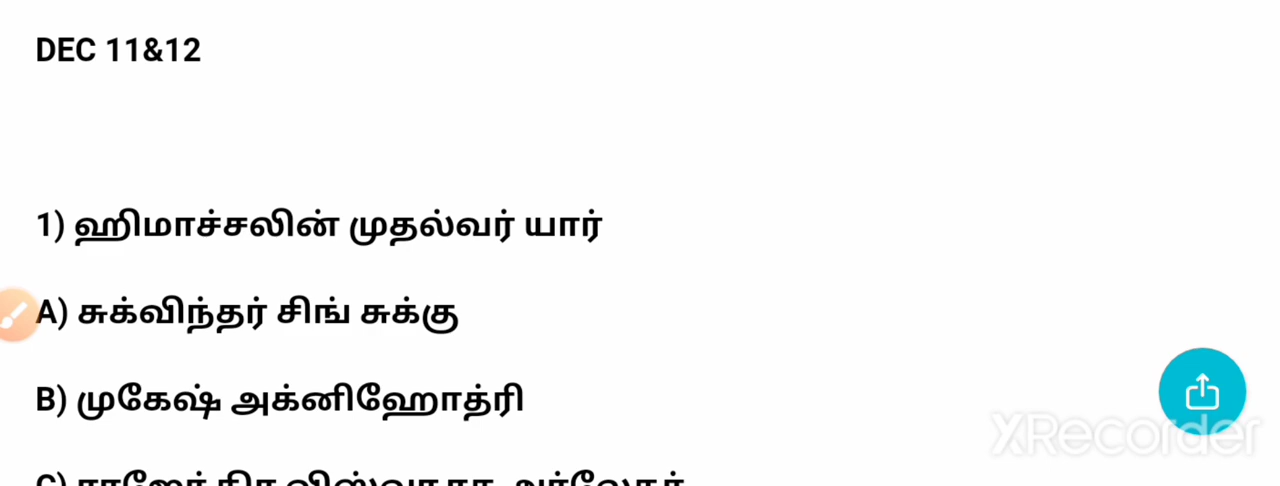 DEC 11&12
1) ஹிமாச்சலின் முதல்வர் யார்
A) சுக்விந்தர் சிங் சுக்கு
B) முகேஷ் அக்னிஹோத்ரி
XRecorder